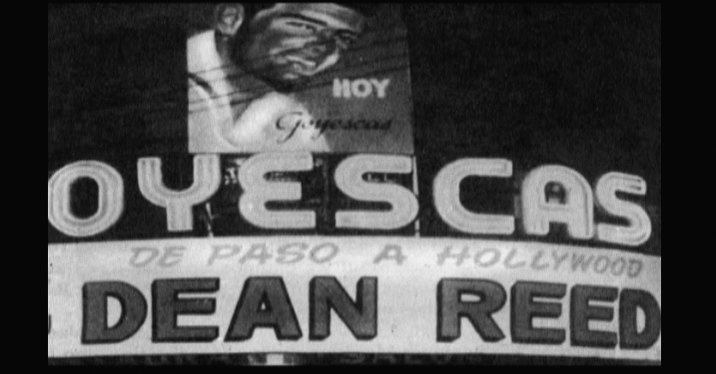 HOY
Goyescas
OYESCAS
DE PASO A HOLLYWOOD
DEAN REED